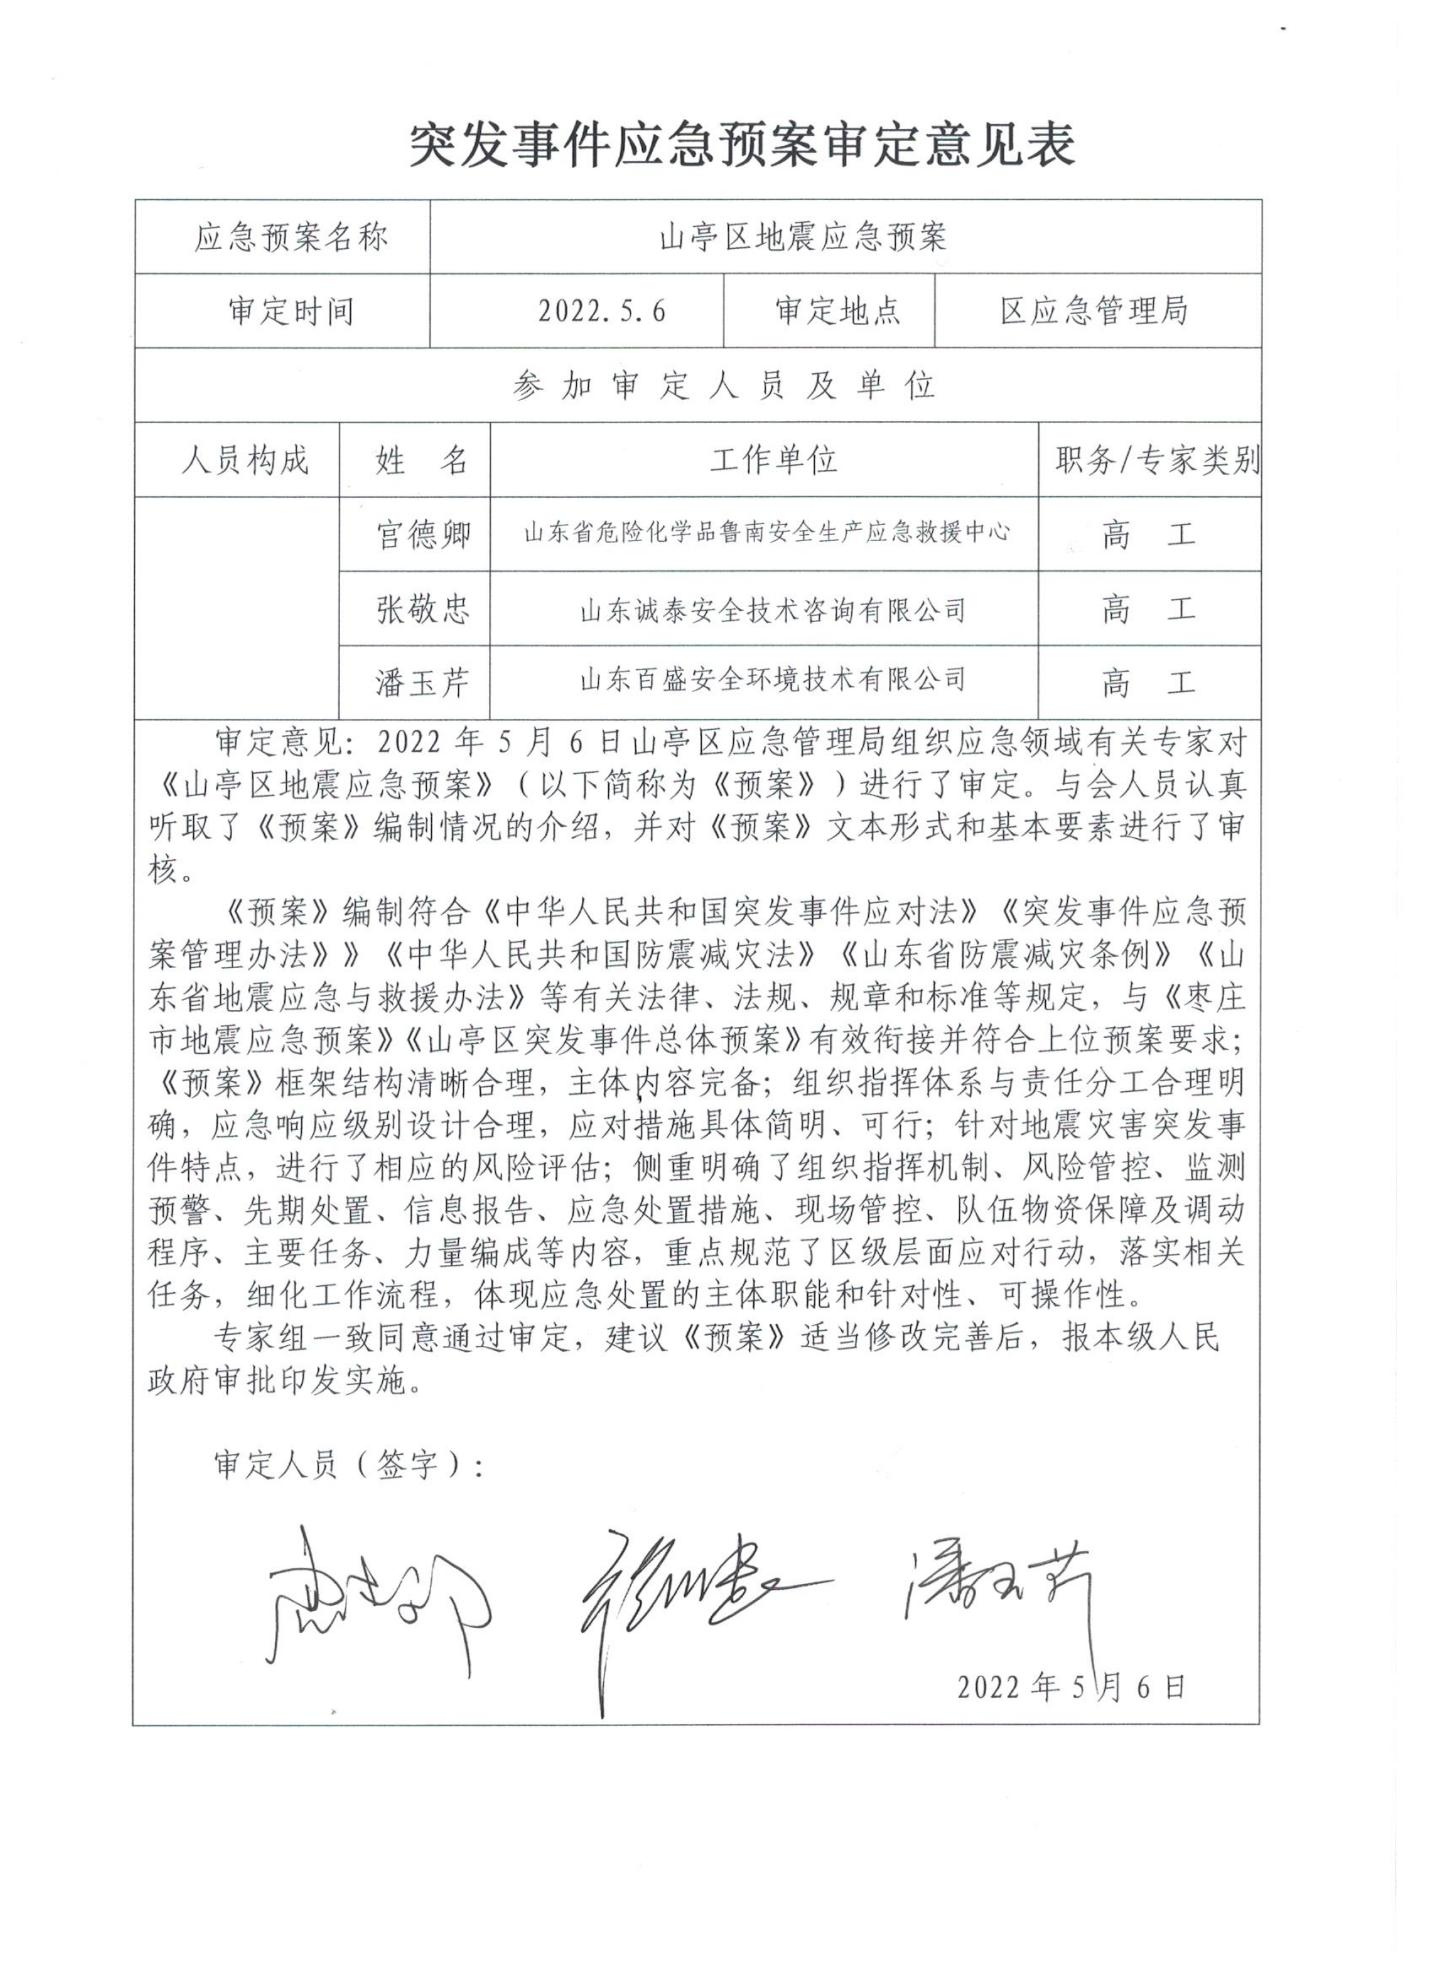 突发事件应急预案审定意见表
应急预案名称 山亭区地震应急预案
审定时间 2022.5.6 审定地点 区应急管理局
参加审定人员及单位
人员构成 姓 名 工作单位 职务/专家类别
宫德卿 山东省危险化学品鲁南安全生产应急救援中心 高 工
张敬忠 山东诚泰安全技术咨询有限公司 高 工
潘玉芹 山东百盛安全环境技术有限公司 高 工
审定意见：2022 年 5 月 6 日山亭区应急管理局组织应急领域有关专家对
《山亭区地震应急预案》（以下简称为《预案》）进行了审定。与会人员认真
听取了《预案》编制情况的介绍，并对《预案》文本形式和基本要素进行了审
核。
《预案》编制符合《中华人民共和国突发事件应对法》《突发事件应急预
案管理办法》》《中华人民共和国防震减灾法》《山东省防震减灾条例》《山
东省地震应急与救援办法》等有关法律、法规、规章和标准等规定，与《枣庄
市地震应急预案》《山亭区突发事件总体预案》有效衔接并符合上位预案要求；
《预案》框架结构清晰合理，主体内容完备；组织指挥体系与责任分工合理明
确，应急响应级别设计合理，应对措施具体简明、可行；针对地震灾害突发事
件特点，进行了相应的风险评估；侧重明确了组织指挥机制、风险管控、监测
预警、先期处置、信息报告、应急处置措施、现场管控、队伍物资保障及调动
程序、主要任务、力量编成等内容，重点规范了区级层面应对行动，落实相关
任务，细化工作流程，体现应急处置的主体职能和针对性、可操作性。
专家组一致同意通过审定，建议《预案》适当修改完善后，报本级人民
政府审批印发实施。
审定人员（签字）：
潘玉芹
2022 年 5 月 6 日